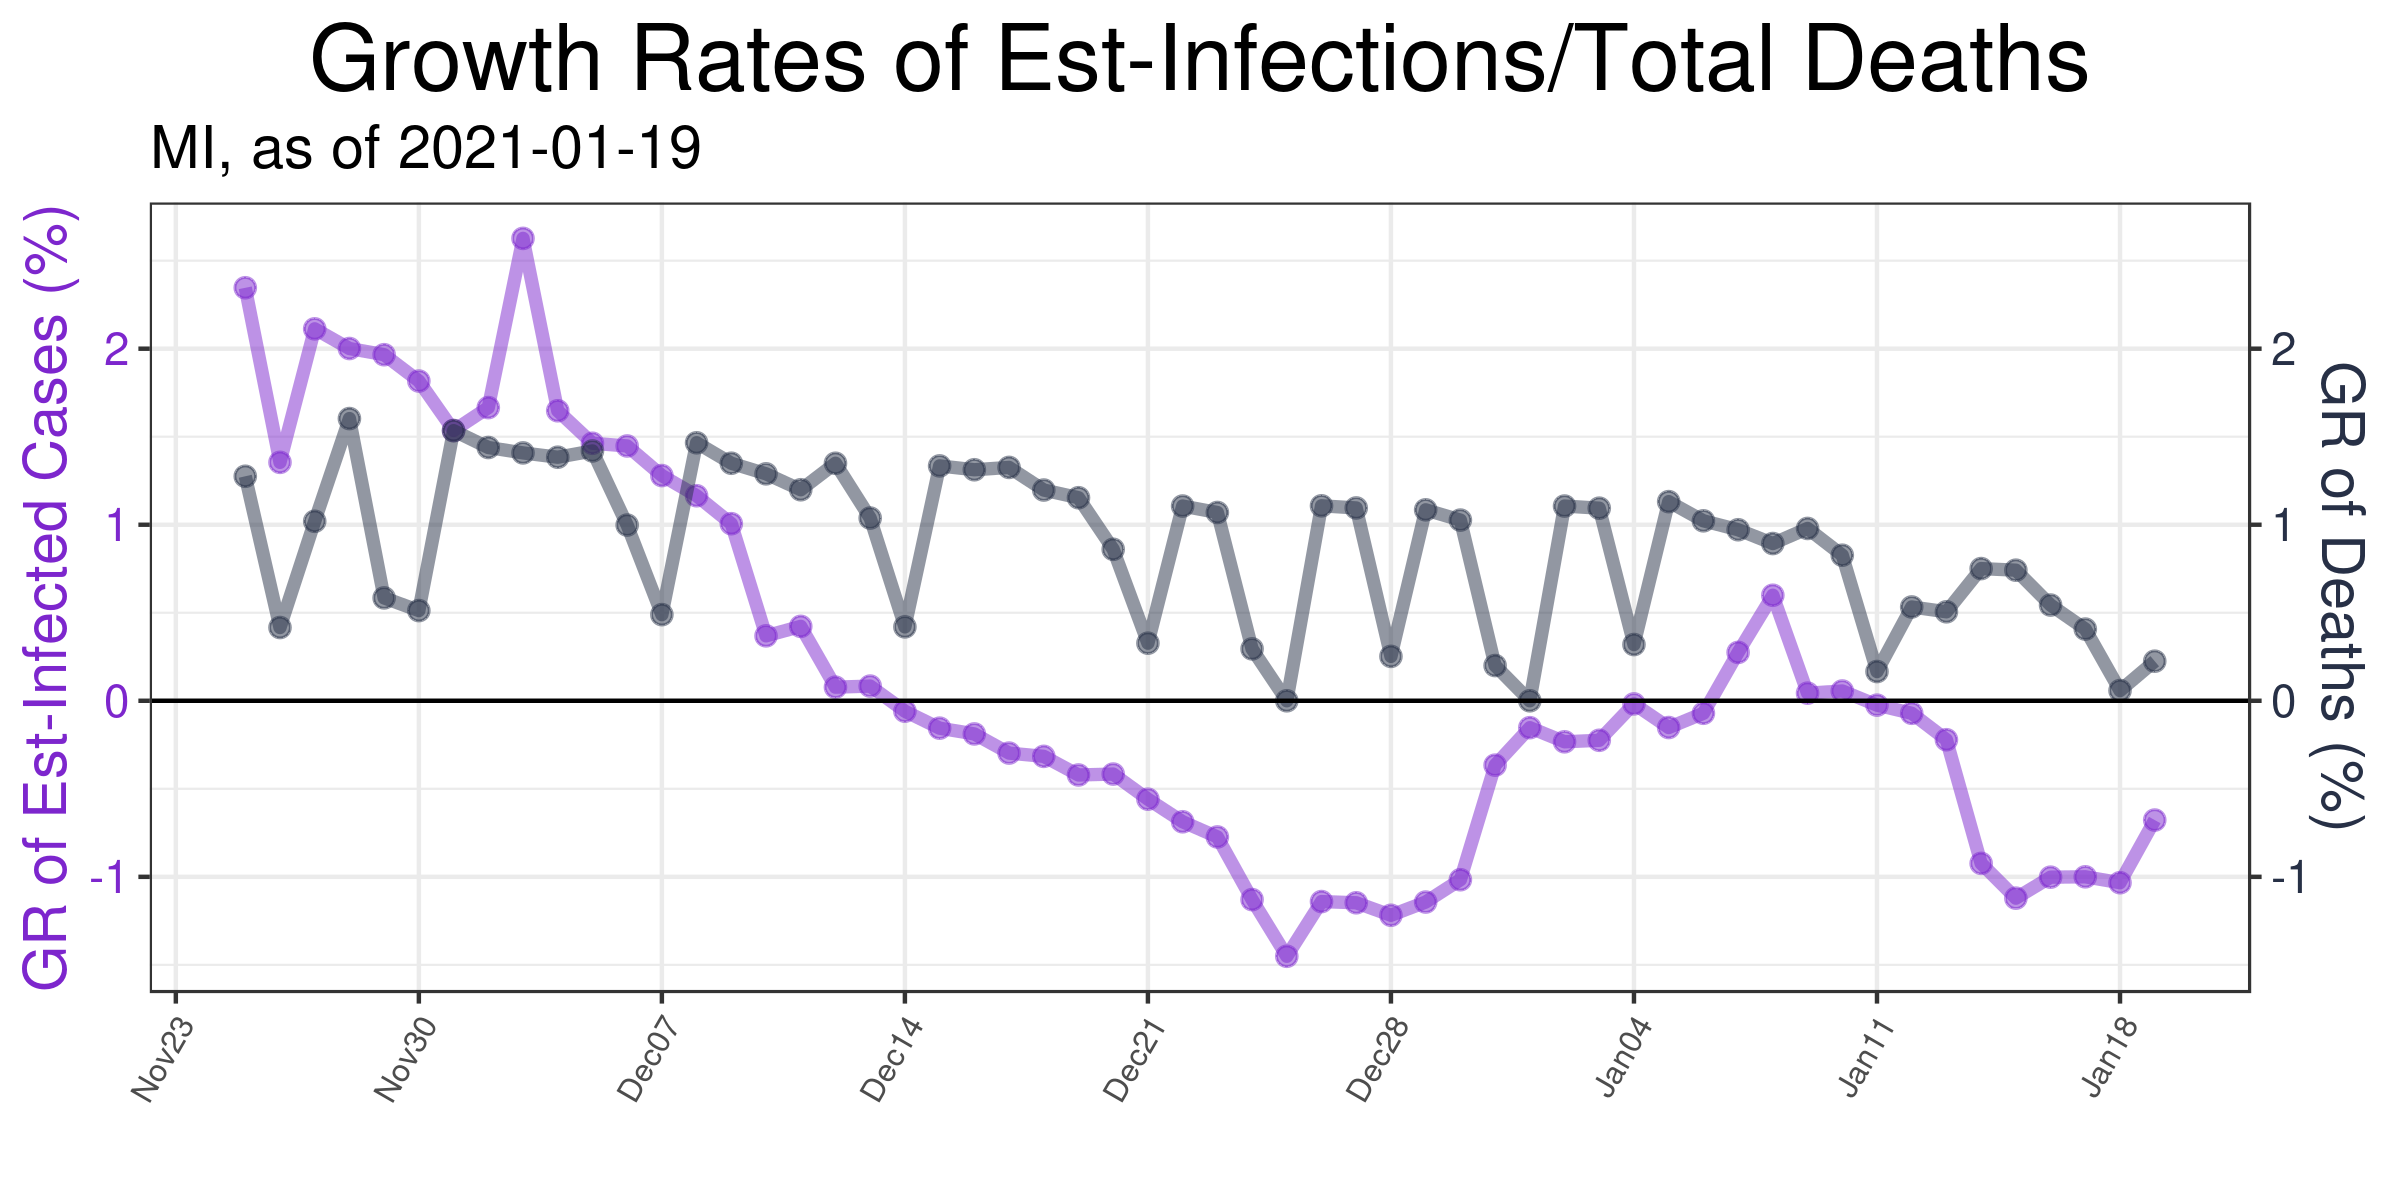 Growth Rates of Est-Infections/Total Deaths
MI, as of 2021-01-19
GR of Est-Infected Cases (%)
2
1
0
-1
2
1
0
-1
GR of Deaths (%)
Nov23
Nov30
Dec07
Dec14
Dec21
Dec28
Jan04
Jan11
Jan18